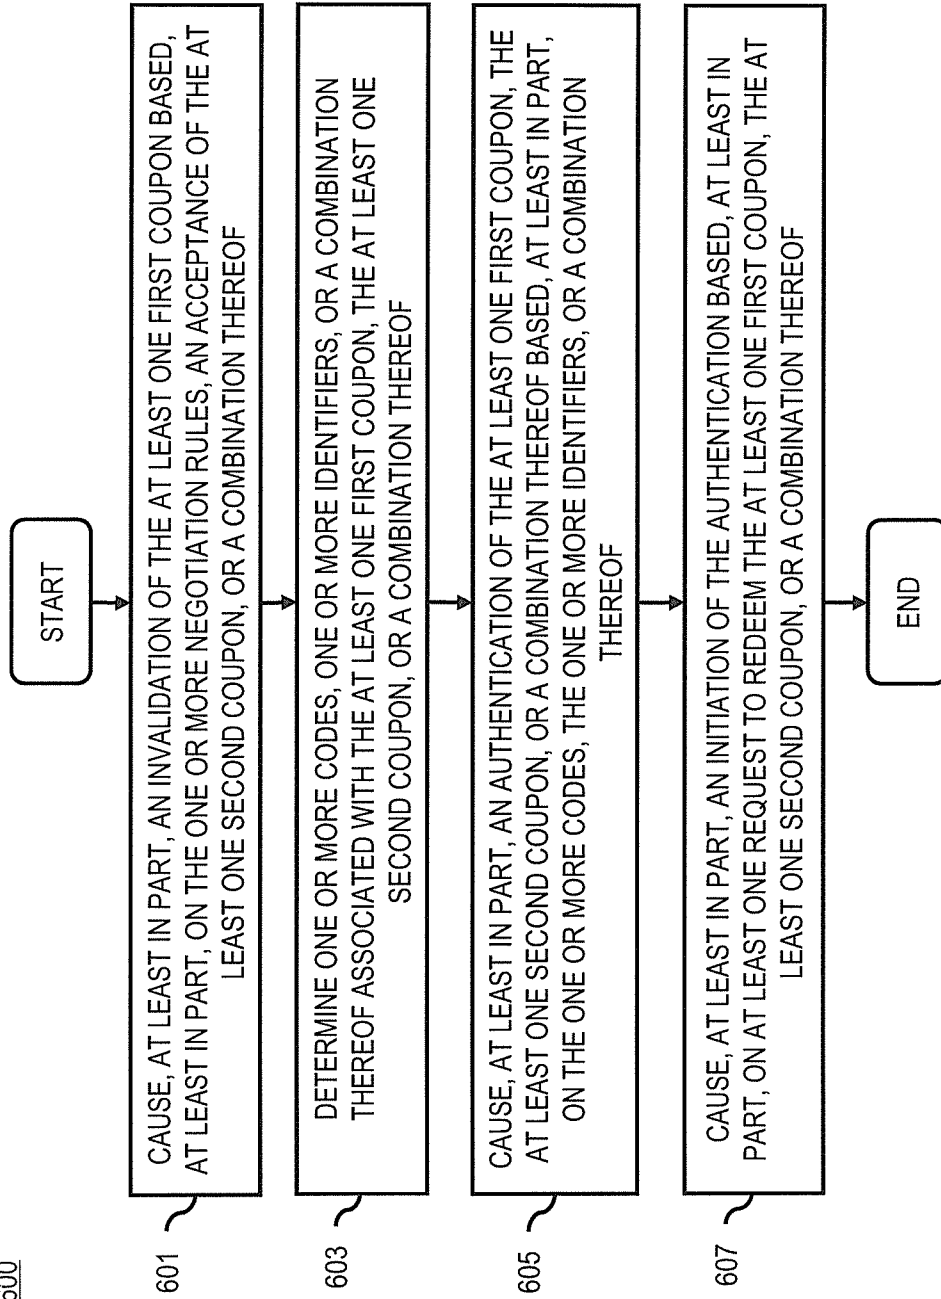 600
START
601
CAUSE, AT LEAST IN PART, AN INVALIDATION OF THE AT LEAST ONE FIRST COUPON BASED,
AT LEAST IN PART, ON THE ONE OR MORE NEGOTIATION RULES, AN ACCEPTANCE OF THE AT
LEAST ONE SECOND COUPON, OR A COMBINATION THEREOF
603
DETERMINE ONE OR MORE CODES, ONE OR MORE IDENTIFIERS, OR A COMBINATION
THEREOF ASSOCIATED WITH THE AT LEAST ONE FIRST COUPON, THE AT LEAST ONE
SECOND COUPON, OR A COMBINATION THEREOF
605
CAUSE, AT LEAST IN PART, AN AUTHENTICATION OF THE AT LEAST ONE FIRST COUPON, THE
AT LEAST ONE SECOND COUPON, OR A COMBINATION THEREOF BASED, AT LEAST IN PART,
ON THE ONE OR MORE CODES, THE ONE OR MORE IDENTIFIERS, OR A COMBINATION
THEREOF
607
CAUSE, AT LEAST IN PART, AN INITIATION OF THE AUTHENTICATION BASED, AT LEAST IN
PART, ON AT LEAST ONE REQUEST TO REDEEM THE AT LEAST ONE FIRST COUPON, THE AT
LEAST ONE SECOND COUPON, OR A COMBINATION THEREOF
END